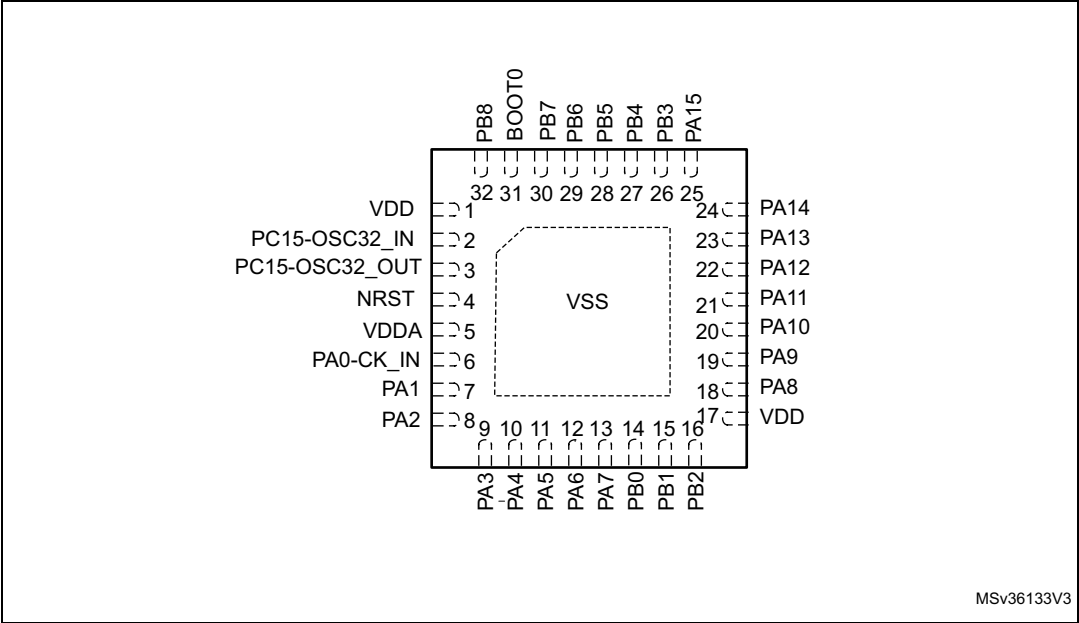 PB8
BOOT0
PB7
PB6
PB5
PB4
PB3
PA15
32 31 30 29 28 27 26 25
VDD 1
PC15-OSC32_IN 2
PC15-OSC32_OUT 3
NRST 4
VDDA 5
PA0-CK_IN 6
PA1 7
PA2 8
VSS
24 PA14
23 PA13
22 PA12
21 PA11
20 PA10
19 PA9
18 PA8
17 VDD
9 10 11 12 13 14 15 16
PA3
PA4
PA5
PA6
PA7
PB0
PB1
PB2
MSv36133V3